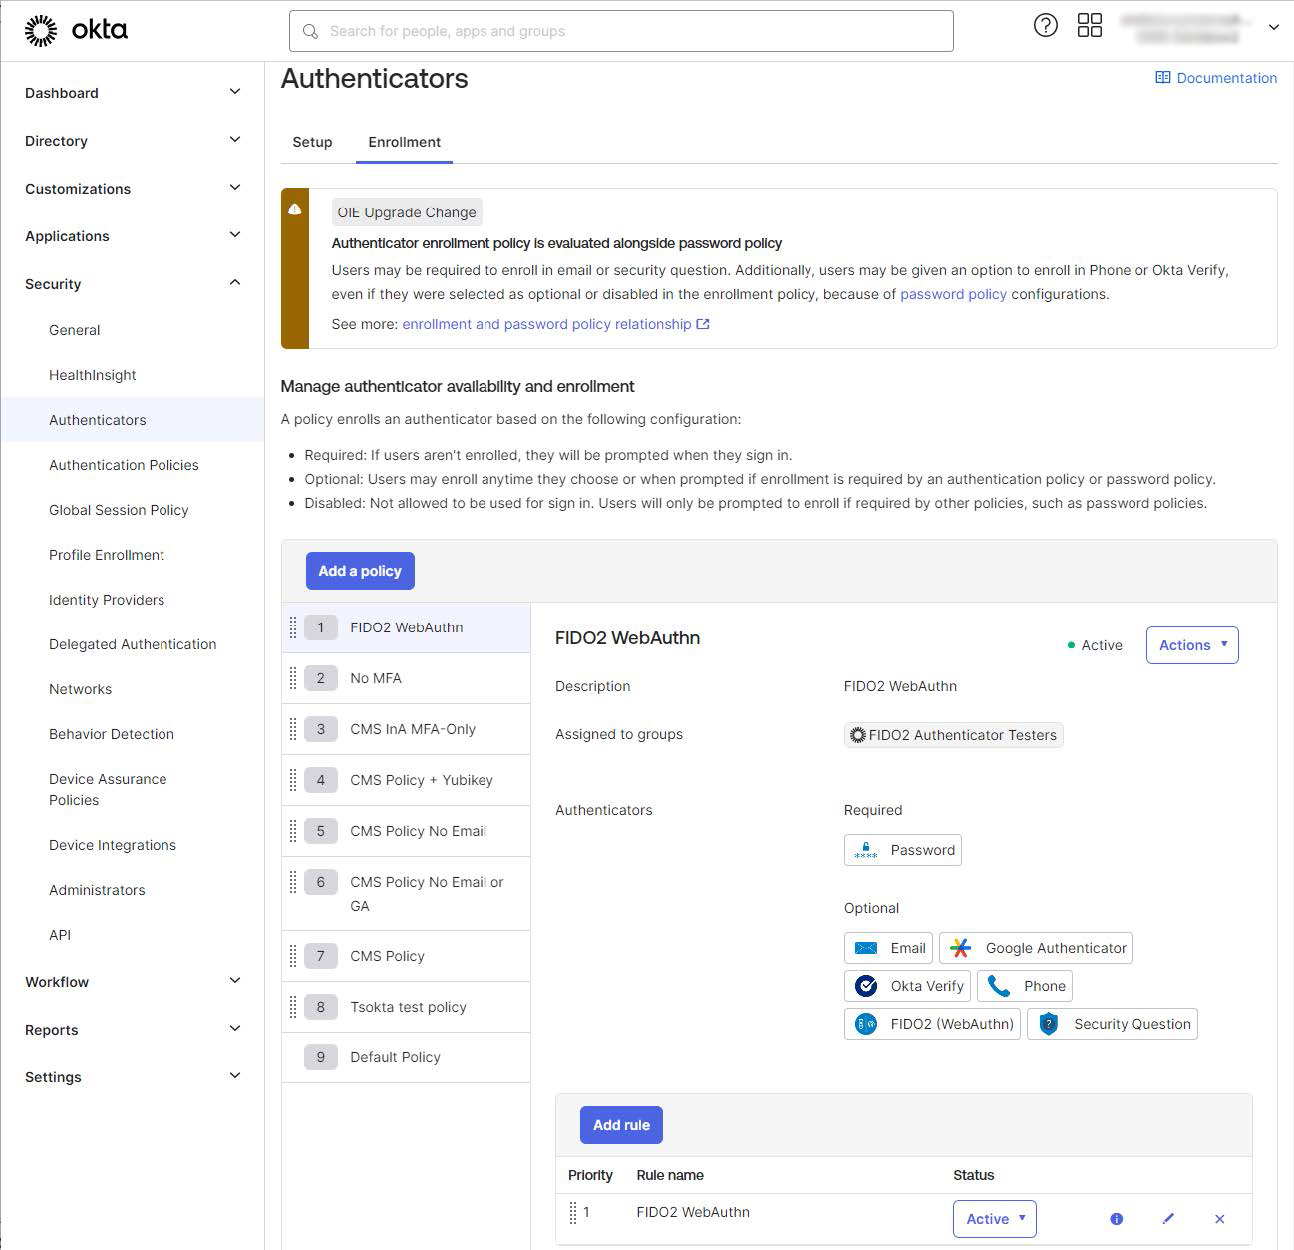 okta
Search for people, apps and groups
Dashboard
Directory
Customizations
Applications
Security
General
HealthInsight
Authenticators
Authentication Policies
Global Session Policy
Profile Enrollment
Identity Providers
Delegated Authentication
Networks
Behavior Detection
Device Assurance
Policies
Device Integrations
Administrators
API
Workflow
Reports
Settings
Authenticators
Documentation
Setup Enrollment
OIE Upgrade Change
Authenticator enrollment policy is evaluated alongside password policy
Users may be required to enroll in email or security question. Additionally, users may be given an option to enroll in Phone or Okta Verify,
even if they were selected as optional or disabled in the enrollment policy, because of password policy configurations.
See more: enrollment and password policy relationship
Manage authenticator availability and enrollment
A policy enrolls an authenticator based on the following configuration:
• Required: If users aren't enrolled, they will be prompted when they sign in.
• Optional: Users may enroll anytime they choose or when prompted if enrollment is required by an authentication policy or password policy.
• Disabled: Not allowed to be used for sign in. Users will only be prompted to enroll if required by other policies, such as password policies.
Add a policy
1 FIDO2 WebAuthn
2 No MFA
3 CMS InA MFA-Only
4 CMS Policy + Yubikey
5 CMS Policy No Email
6 CMS Policy No Email or
GA
7 CMS Policy
8 Tsokta test policy
9 Default Policy
FIDO2 WebAuthn
Active Actions
Description FIDO2 WebAuthn
Assigned to groups FIDO2 Authenticator Testers
Authenticators Required
Password
Optional
Email Google Authenticator
Okta Verify Phone
FIDO2 (WebAuthn) Security Question
Add rule
Priority Rule name Status
1 FIDO2 WebAuthn Active